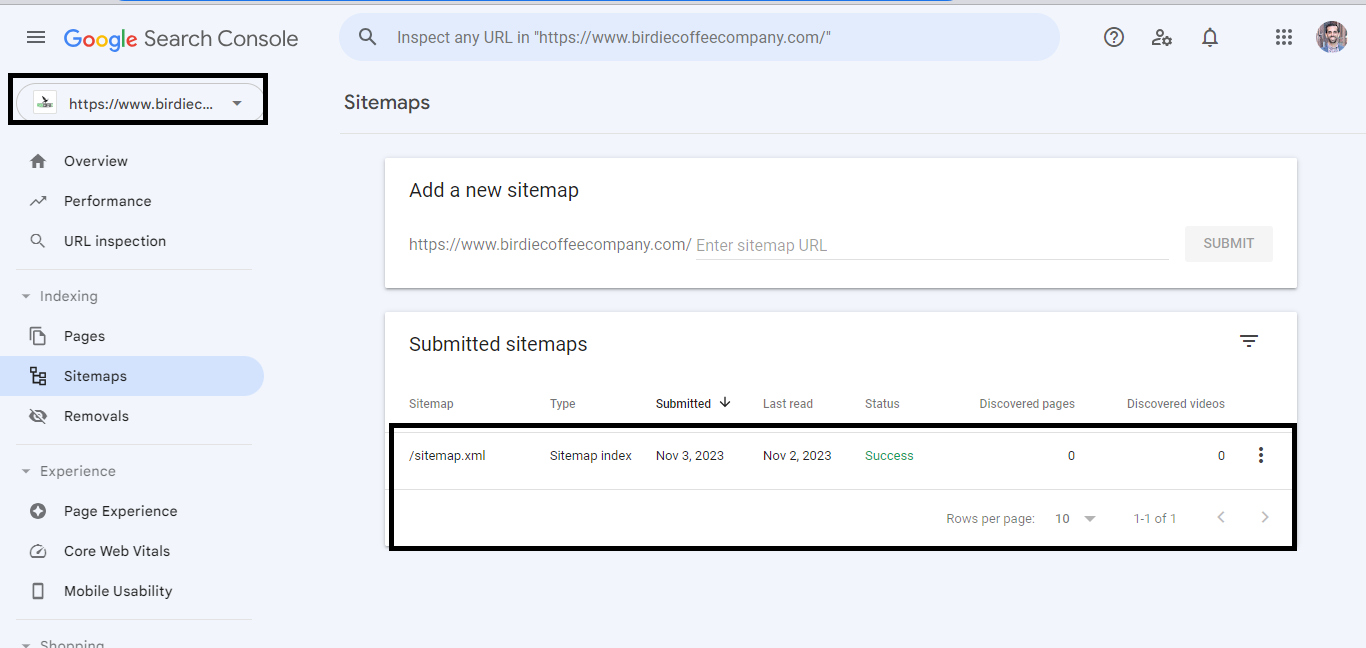 Google Search Console
Inspect any URL in "https://www.birdiecoffeecompany.com/"
https://www.birdiec...
Overview
Performance
URL inspection
Indexing
Pages
Sitemaps
Removals
Experience
Page Experience
Core Web Vitals
Mobile Usability
Shopping
Sitemaps
Add a new sitemap
https://www.birdiecoffeecompany.com/ Enter sitemap URL SUBMIT
Submitted sitemaps
Sitemap Type Submitted Last read Status Discovered pages Discovered videos
/sitemap.xml Sitemap index Nov 3, 2023 Nov 2, 2023 Success 0 0
Rows per page: 10 1-1 of 1